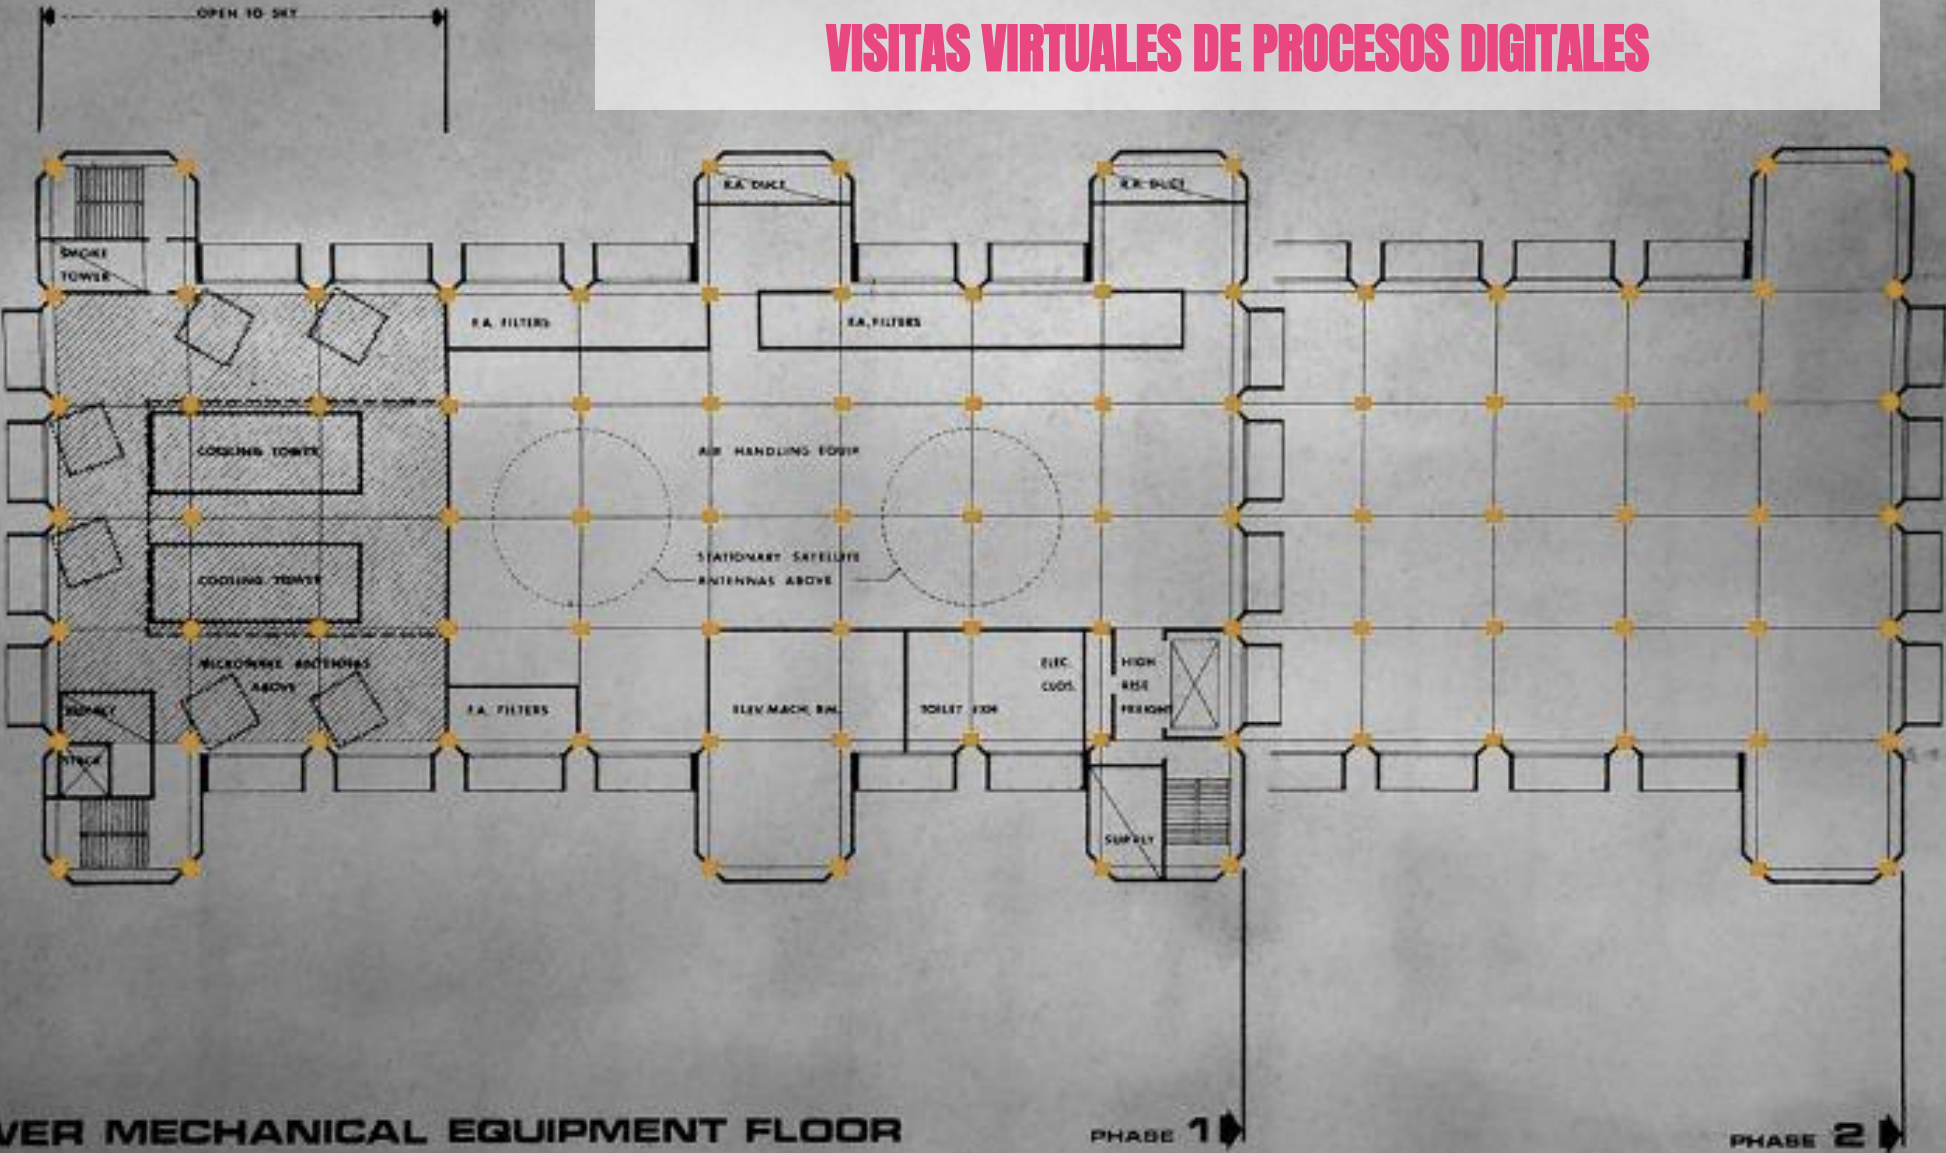 OPEN TO SKY
VISITAS VIRTUALES DE PROCESOS DIGITALES
R.A. DUCT
R.A. DUCT
SMOKE
TOWER
F.A. FILTERS
F.A. FILTERS
COOLING TOWER
AIR HANDLING EQUIP
STATIONARY SATELLITE
ANTENNAS ABOVE
COOLING TOWER
MICROWAVE ANTENNAS
ABOVE
ELEC.
CLOS.
HIGH
RISE
FREIGHT
SUPPLY
F.A. FILTERS
ELEV. MACH. RM.
TOILET
STACK
SUPPLY
VER MECHANICAL EQUIPMENT FLOOR
PHASE 1
PHASE 2